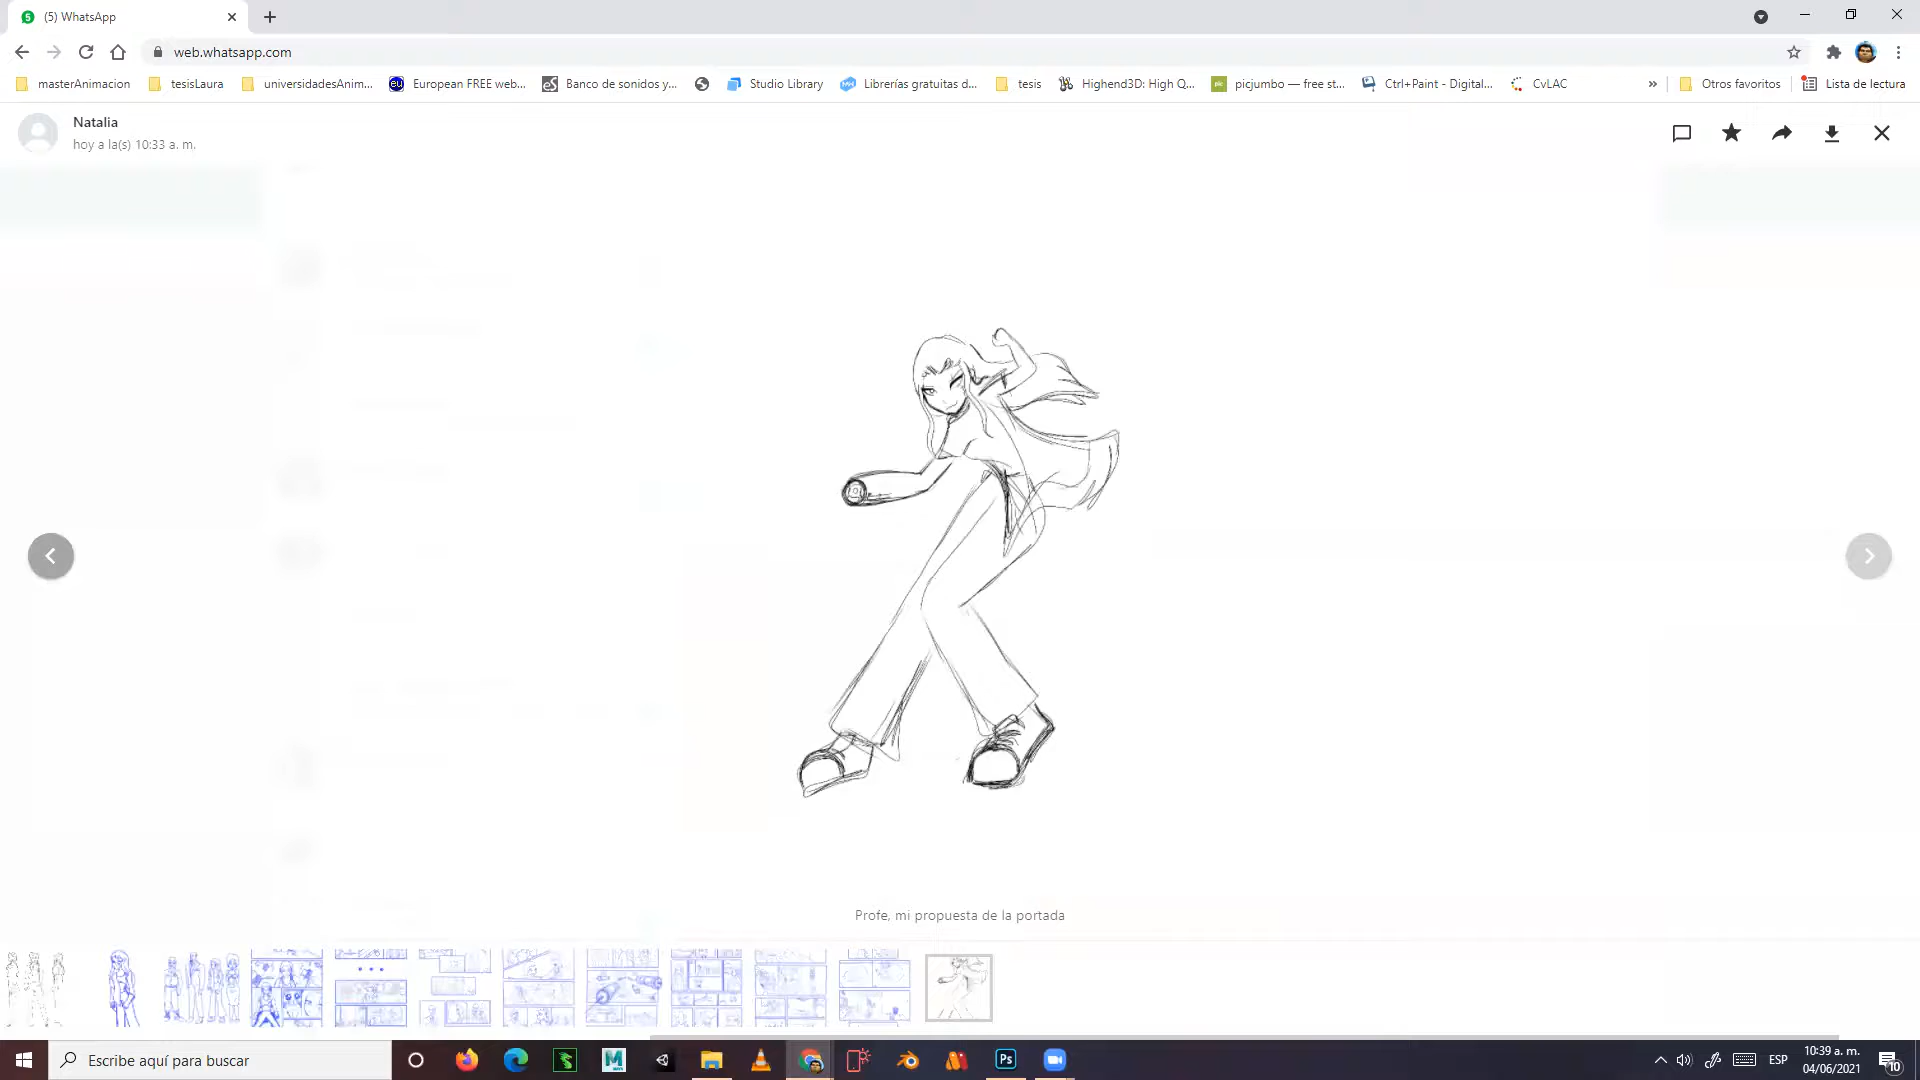 (5) WhatsApp
web.whatsapp.com
masterAnimacion
tesisLaura
universidadesAnim...
European FREE web...
Banco de sonidos y...
Studio Library
Librerías gratuitas d...
tesis
Highend3D: High Q...
picjumbo — free st...
Ctrl+Paint - Digital...
CvLAC
»
Otros favoritos
Lista de lectura
Natalia
hoy a la(s) 10:33 a. m.
Profe, mi propuesta de la portada
Escribe aquí para buscar
ESP
10:39 a. m.
04/06/2021
10